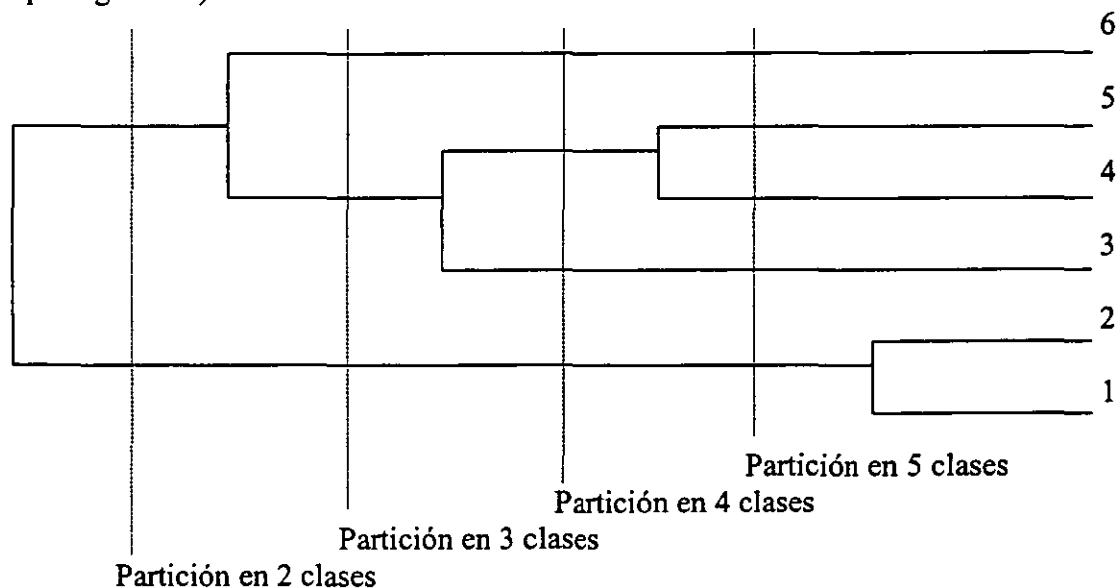 6
5
4
3
2
1
Partición en 5 clases
Partición en 4 clases
Partición en 3 clases
Partición en 2 clases